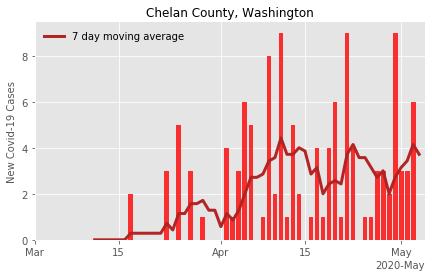 Chelan County, Washington
7 day moving average
New Covid-19 Cases
8
6
4
2
0
Mar 15 Apr 15 May
2020-May